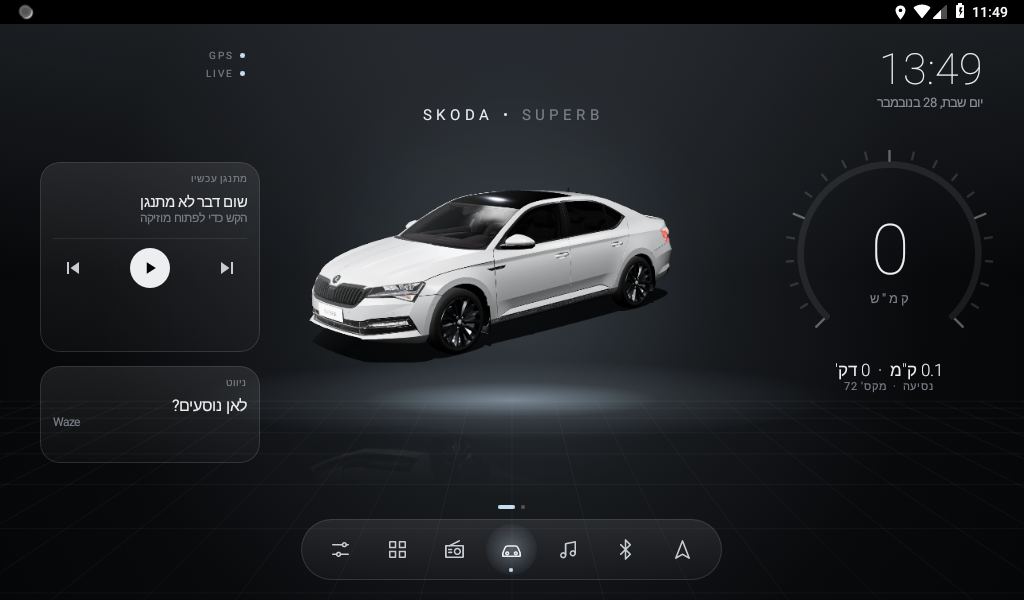 11:49
GPS
LIVE
13:49
יום שבת, 28 בנובמבר
SKODA • SUPERB
מתנגן עכשיו
שום דבר לא מתנגן
הקש כדי לפתוח מוזיקה
0
קמ"ש
0.1 ק"מ · 0 דק'
נסיעה · מקס' 72
ניווט
לאן נוסעים?
Waze